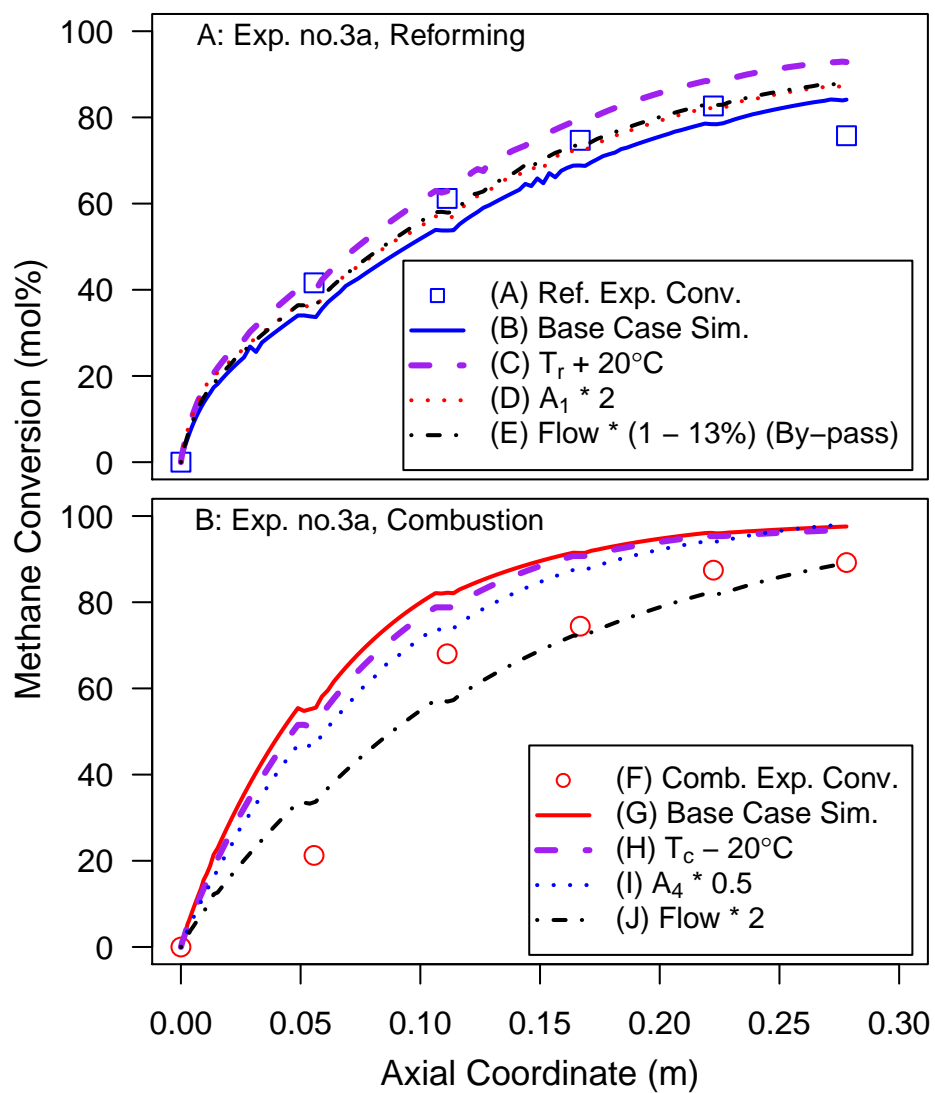 A: Exp. no.3a, Reforming
100
80
60
40
20
0
(A) Ref. Exp. Conv.
(B) Base Case Sim.
(C) Tr + 20°C
(D) A1 * 2
(E) Flow * (1 − 13%) (By−pass)
Methane Conversion (mol%)
B: Exp. no.3a, Combustion
100
80
60
40
20
0
(F) Comb. Exp. Conv.
(G) Base Case Sim.
(H) Tc − 20°C
(I) A4 * 0.5
(J) Flow * 2
0.00 0.05 0.10 0.15 0.20 0.25 0.30
Axial Coordinate (m)